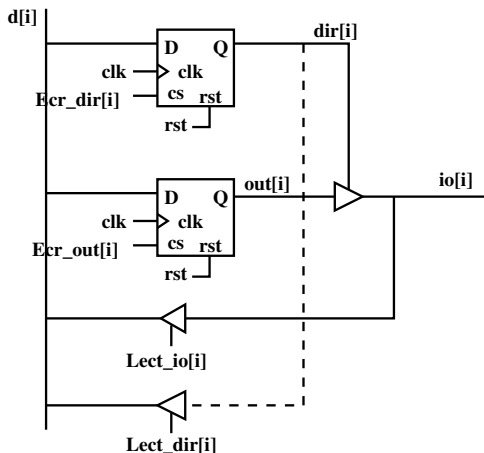 d[i]
D Q dir[i]
clk clk
Ecr_dir[i] cs rst
rst
D Q out[i] io[i]
clk clk
Ecr_out[i] cs rst
rst
Lect_io[i]
Lect_dir[i]